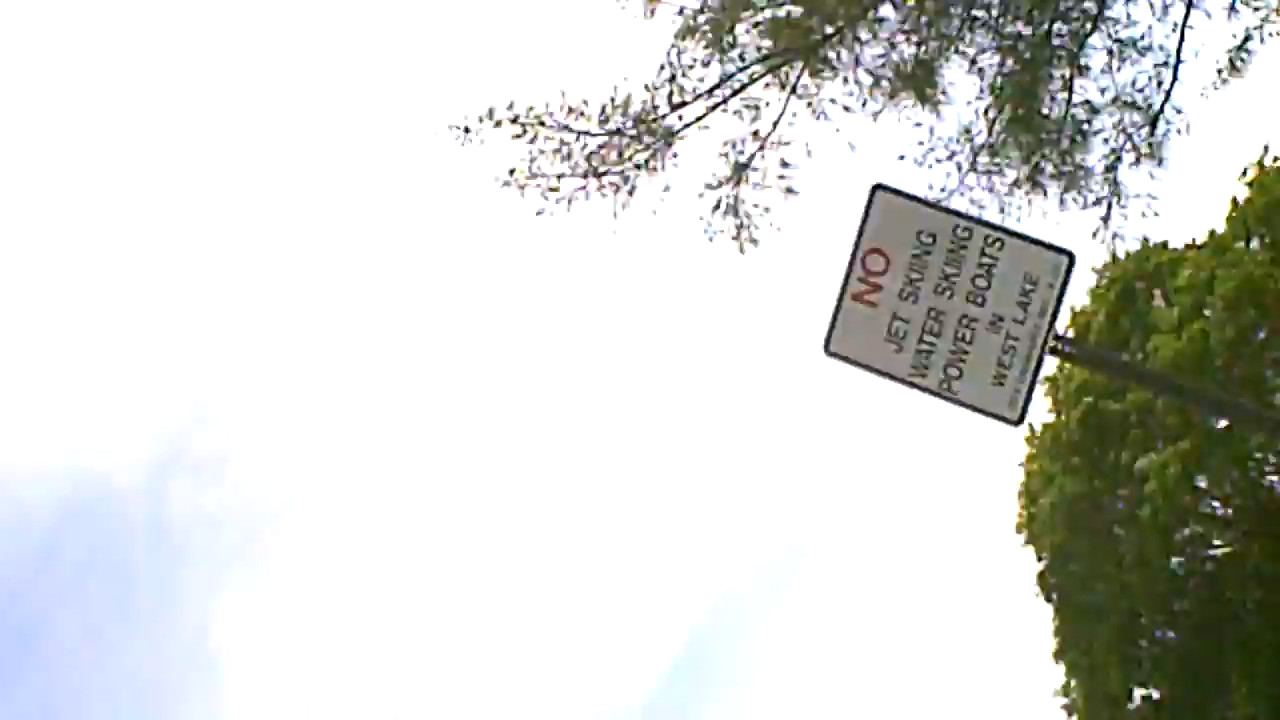 NO
JET SKIING
WATER SKIING
POWER BOATS
IN
WEST LAKE